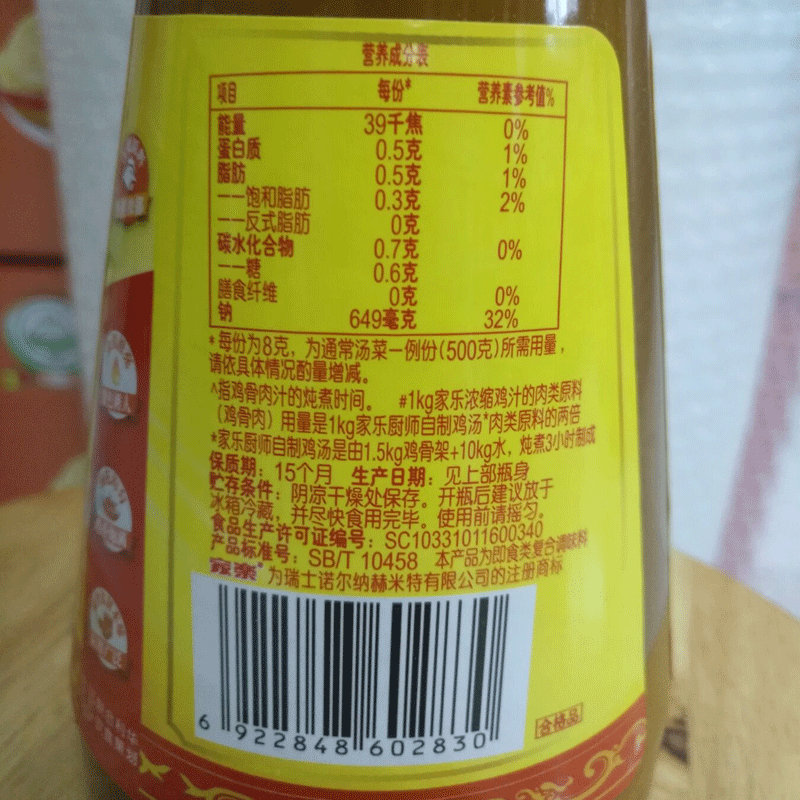 营养成分表
项目 每份* 营养素参考值%
能量 39千焦 0%
蛋白质 0.5克 1%
脂肪 0.5克 1%
——饱和脂肪 0.3克 2%
——反式脂肪 0克
碳水化合物 0.7克 0%
——糖 0.6克
膳食纤维 0克 0%
钠 649毫克 32%
*每份为8克，为通常汤菜一例份(500克)所需用量，
请依具体情况酌量增减。
^指鸡骨肉汁的炖煮时间。 #1kg家乐浓缩鸡汁的肉类原料
（鸡骨肉）用量是1kg家乐厨师自制鸡汤*肉类原料的两倍
*家乐厨师自制鸡汤是由1.5kg鸡骨架+10kg水，炖煮3小时制成
保质期：15个月 生产日期：见上部瓶身
贮存条件：阴凉干燥处保存。开瓶后建议放于
冰箱冷藏，并尽快食用完毕。使用前请摇匀。
食品生产许可证编号：SC10331011600340
产品标准号：SB/T 10458 本产品为即食类复合调味料
家樂®为瑞士诺尔纳赫米特有限公司的注册商标
6 922848 602830
合格品